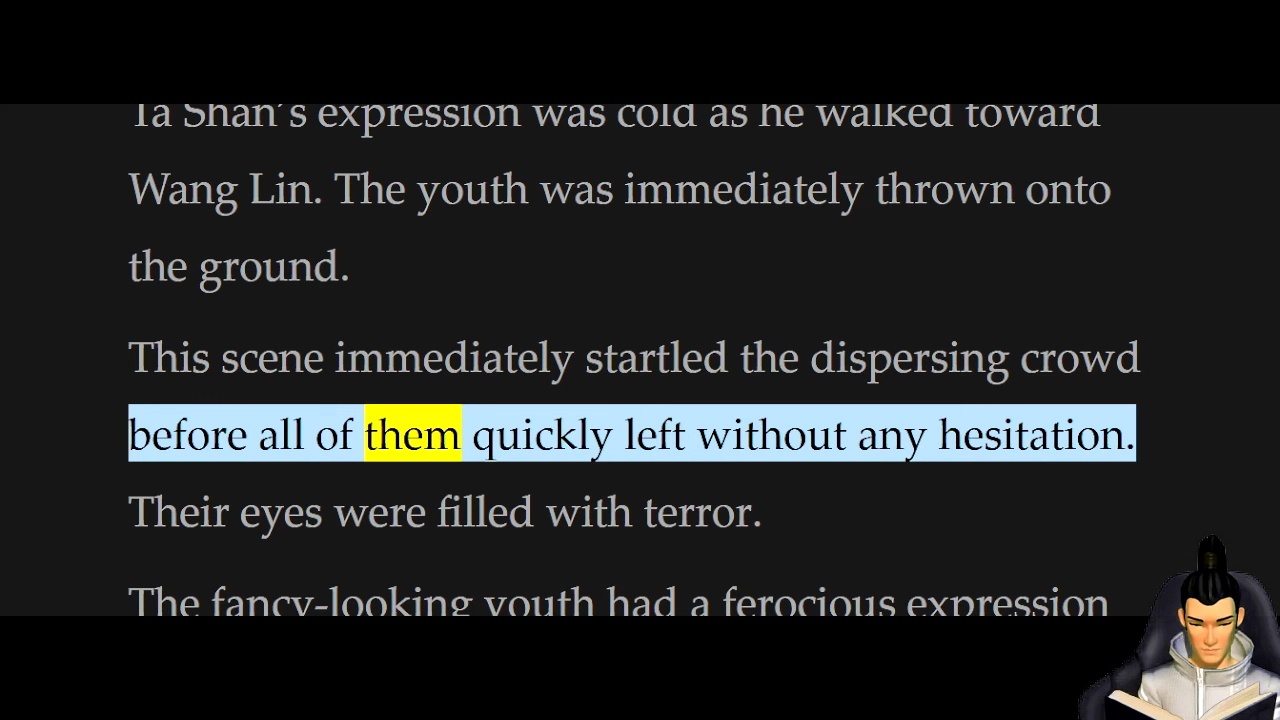 Ta Shan's expression was cold as he walked toward
Wang Lin. The youth was immediately thrown onto
the ground.
This scene immediately startled the dispersing crowd
before all of them quickly left without any hesitation.
Their eyes were filled with terror.
The fancy-looking youth had a ferocious expression